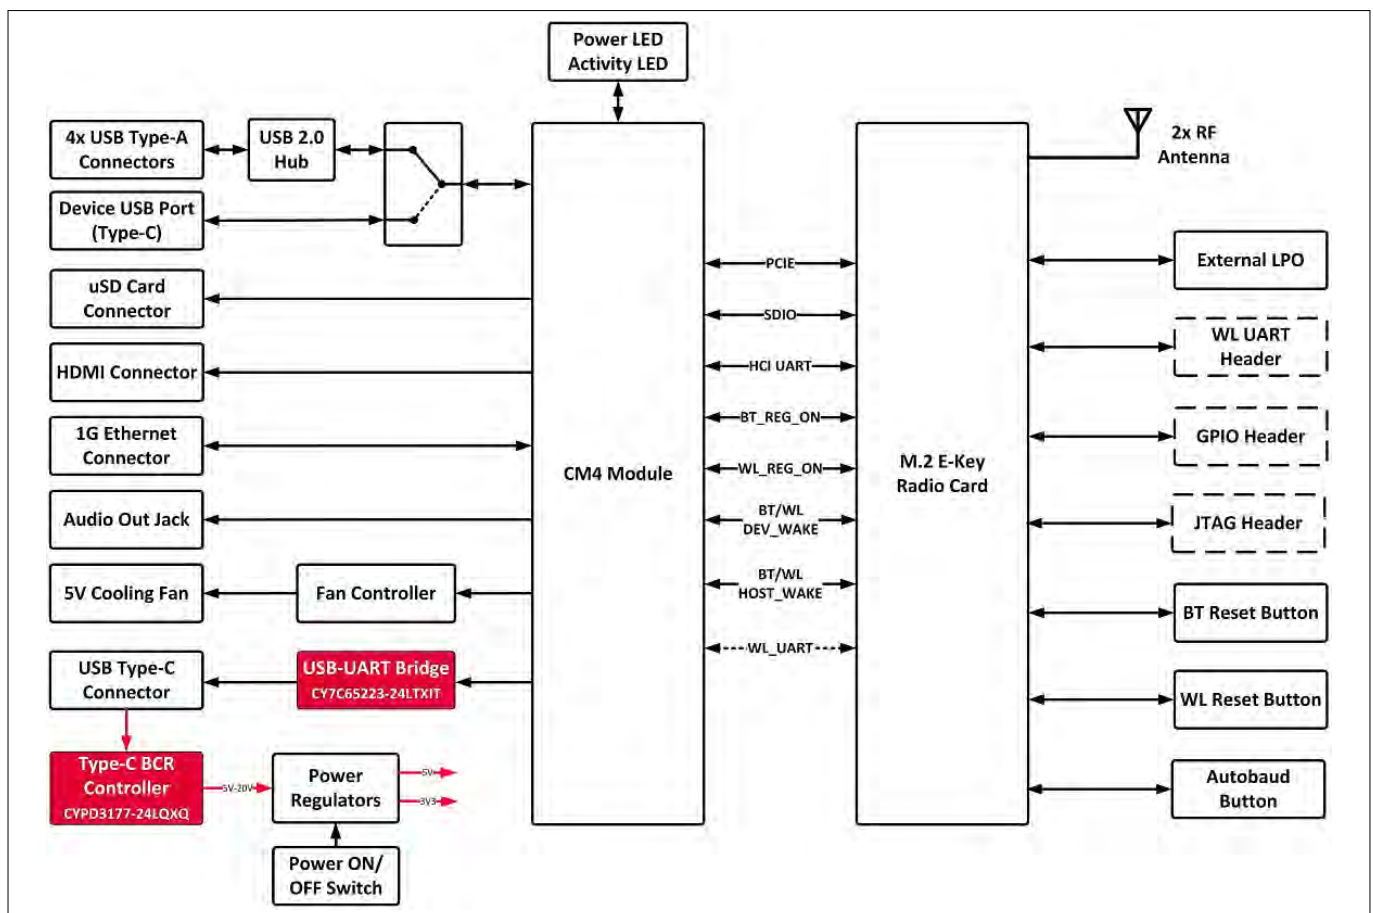 Power LED
Activity LED
4x USB Type-A
Connectors
USB 2.0
Hub
Device USB Port
(Type-C)
uSD Card
Connector
HDMI Connector
1G Ethernet
Connector
Audio Out Jack
5V Cooling Fan
Fan Controller
USB Type-C
Connector
USB-UART Bridge
CY7C65223-24LTXIT
Type-C BCR
Controller
CYPD3177-24LQXQ
5V-20V
Power
Regulators
5V
3V3
Power ON/
OFF Switch
CM4 Module
PCIE
SDIO
HCI UART
BT_REG_ON
WL_REG_ON
BT/WL
DEV_WAKE
BT/WL
HOST_WAKE
WL_UART
M.2 E-Key
Radio Card
2x RF
Antenna
External LPO
WL UART
Header
GPIO Header
JTAG Header
BT Reset Button
WL Reset Button
Autobaud
Button